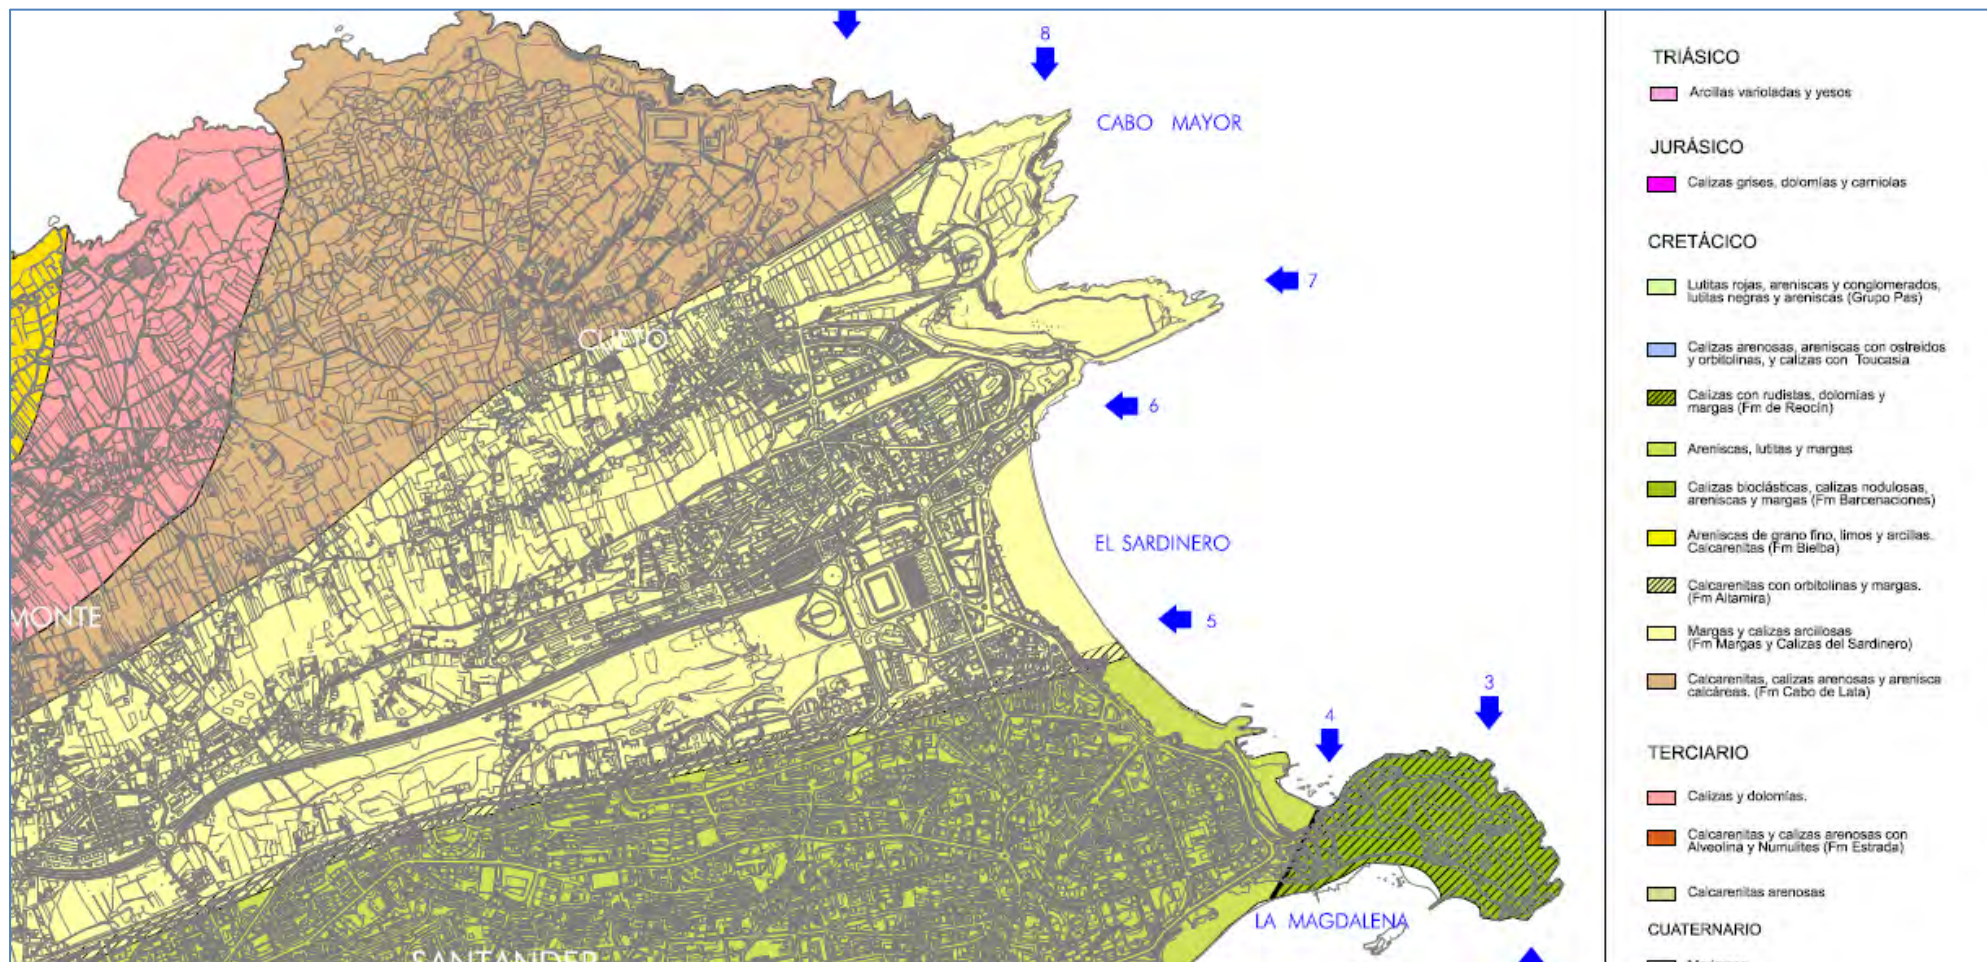 8
CABO MAYOR
7
CUETO
6
EL SARDINERO
MONTE
5
3
4
LA MAGDALENA
SANTANDER
TRIÁSICO
Arcillas varioladas y yesos
JURÁSICO
Calizas grises, dolomías y carniolas
CRETÁCICO
Lutitas rojas, areniscas y conglomerados,
lutitas negras y areniscas (Grupo Pas)
Calizas arenosas, areniscas con ostreidos
y orbitolinas, y calizas con Toucasia
Calizas con rudistas, dolomías y
margas (Fm de Reocín)
Areniscas, lutitas y margas
Calizas bioclásticas, calizas nodulosas,
areniscas y margas (Fm Barcenaciones)
Areniscas de grano fino, limos y arcillas.
Calcarenitas (Fm Bielba)
Calcarenitas con orbitolinas y margas.
(Fm Altamira)
Margas y calizas arcillosas
(Fm Margas y Calizas del Sardinero)
Calcarenitas, calizas arenosas y arenisca
calcáreas. (Fm Cabo de Lata)
TERCIARIO
Calizas y dolomías.
Calcarenitas y calizas arenosas con
Alveolina y Numulites (Fm Estrada)
Calcarenitas arenosas
CUATERNARIO